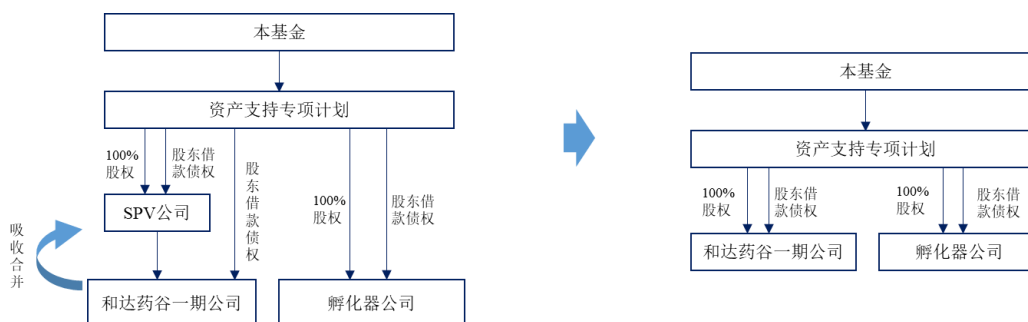 本基金
资产支持专项计划
100%
股权
股东借
款债权
股东借款债权
100%
股权
股东借
款债权
SPV公司
吸收合并
和达药谷一期公司
孵化器公司
本基金
资产支持专项计划
100%
股权
股东借
款债权
100%
股权
股东借
款债权
和达药谷一期公司
孵化器公司